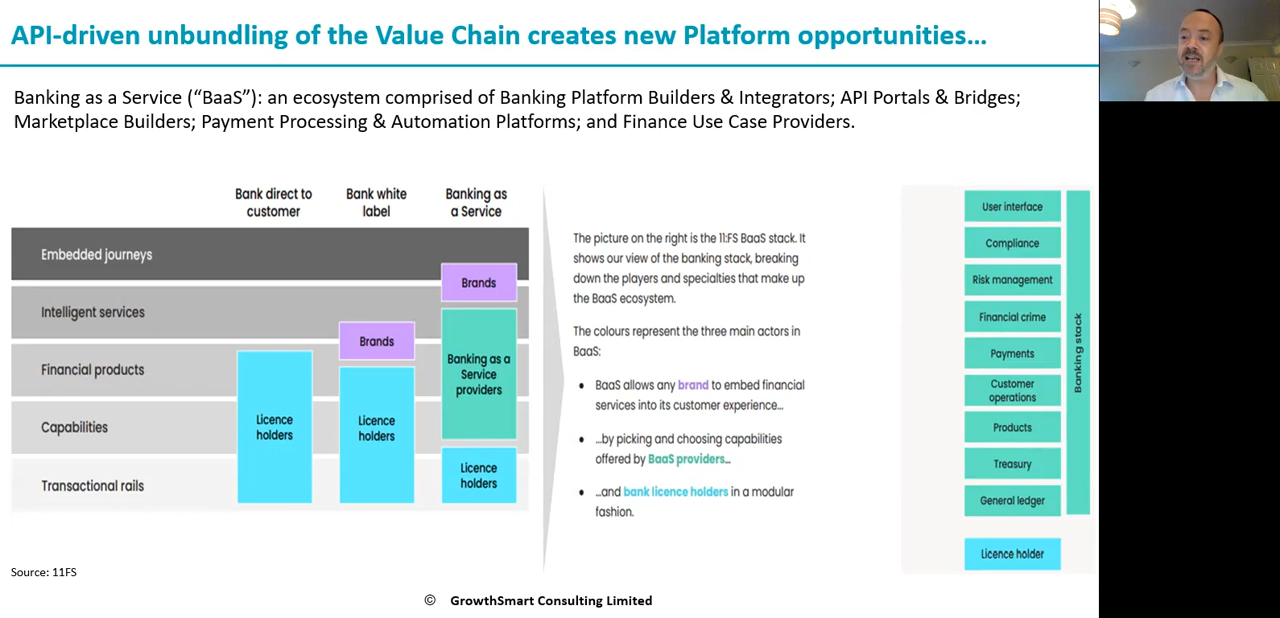 API-driven unbundling of the Value Chain creates new Platform opportunities…
Banking as a Service (“BaaS”): an ecosystem comprised of Banking Platform Builders & Integrators; API Portals & Bridges;
Marketplace Builders; Payment Processing & Automation Platforms; and Finance Use Case Providers.
Bank direct to
customer
Bank white
label
Banking as
a Service
Embedded journeys
Intelligent services
Financial products
Capabilities
Transactional rails
Licence
holders
Brands
Licence
holders
Brands
Banking as a
Service
providers
Licence
holders
The picture on the right is the 11:FS BaaS stack. It
shows our view of the banking stack, breaking
down the players and specialties that make up
the BaaS ecosystem.
The colours represent the three main actors in
BaaS:
• BaaS allows any brand to embed financial
services into its customer experience…
• …by picking and choosing capabilities
offered by BaaS providers…
• …and bank licence holders in a modular
fashion.
User interface
Compliance
Risk management
Financial crime
Payments
Customer
operations
Products
Treasury
General ledger
Banking stack
Licence holder
Source: 11FS
© GrowthSmart Consulting Limited